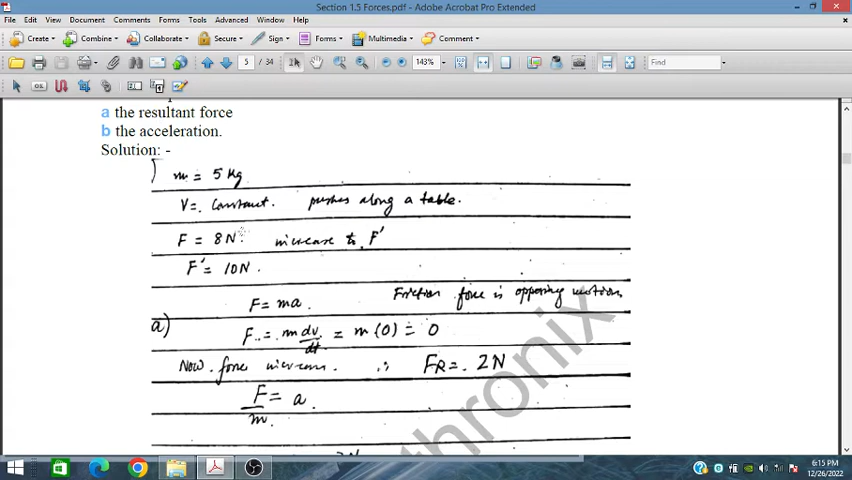 Section 1.5 Forces.pdf - Adobe Acrobat Pro Extended
File Edit View Document Comments Forms Tools Advanced Window Help
Create Combine Collaborate Secure Sign Forms Multimedia Comment
5 / 34 143% Find
a the resultant force
b the acceleration.
Solution: -
m = 5 kg
V = Constant. pushes along a table.
F = 8N. increase to F'
F' = 10N.
F = ma. Friction force is opposing motion.
a)
F = m dv/dt = m(0) = 0
Now force increases. ∴ FR = 2N
F/m = a.
thronix
6:15 PM
12/26/2022